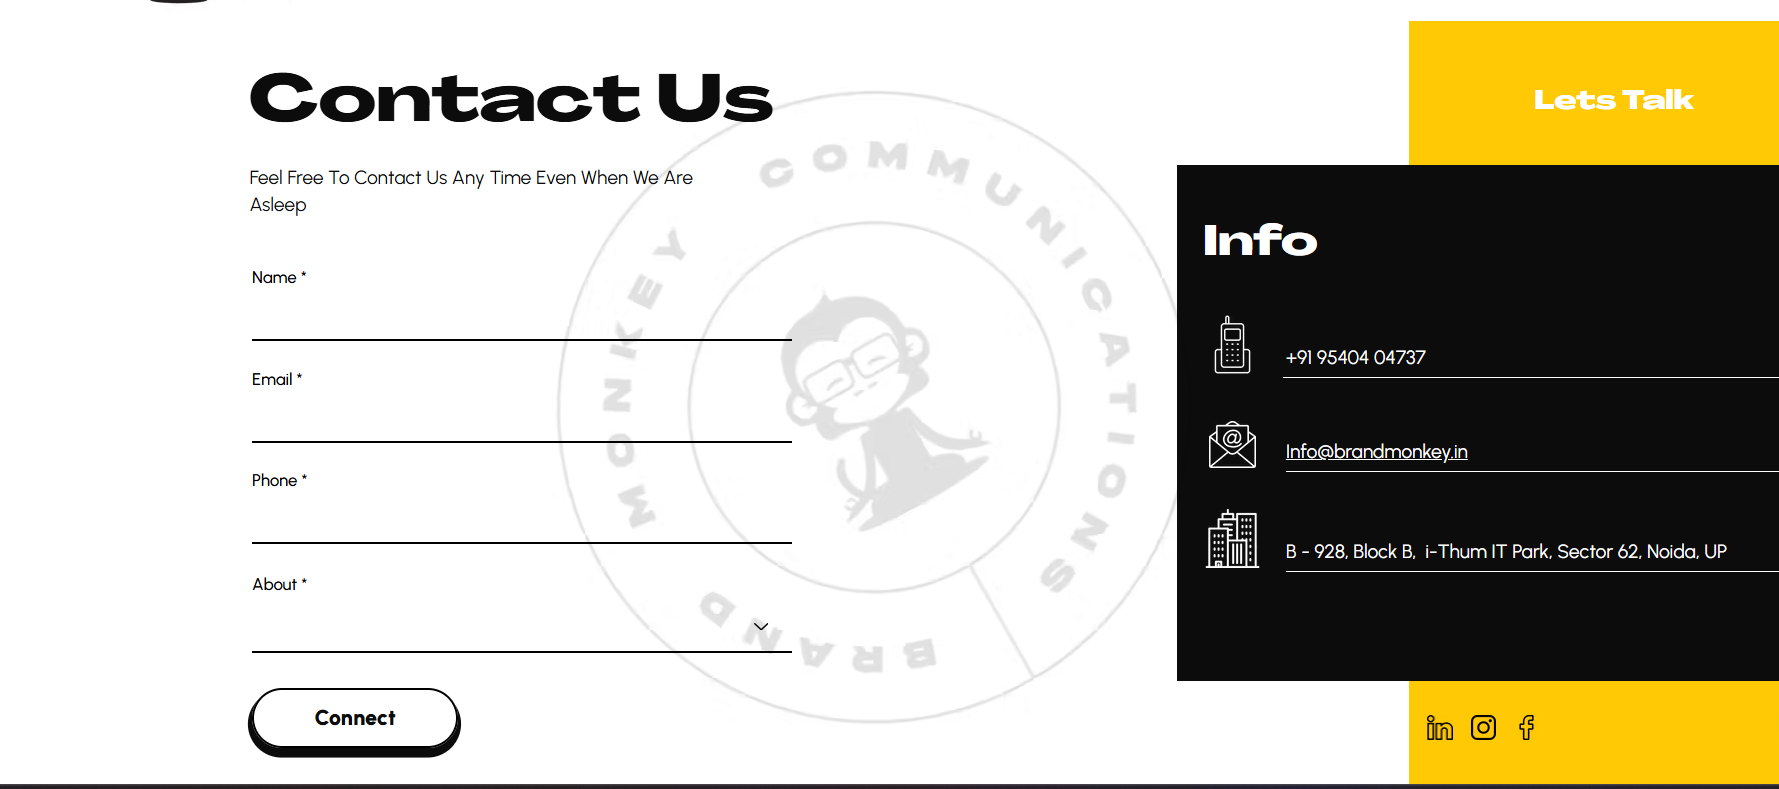 Contact Us
Feel Free To Contact Us Any Time Even When We Are
Asleep
Name *
Email *
Phone *
About *
Connect
BRAND MONKEY COMMUNICATIONS
Lets Talk
Info
+91 95404 04737
Info@brandmonkey.in
B - 928, Block B,  i-Thum IT Park, Sector 62, Noida, UP
in
f